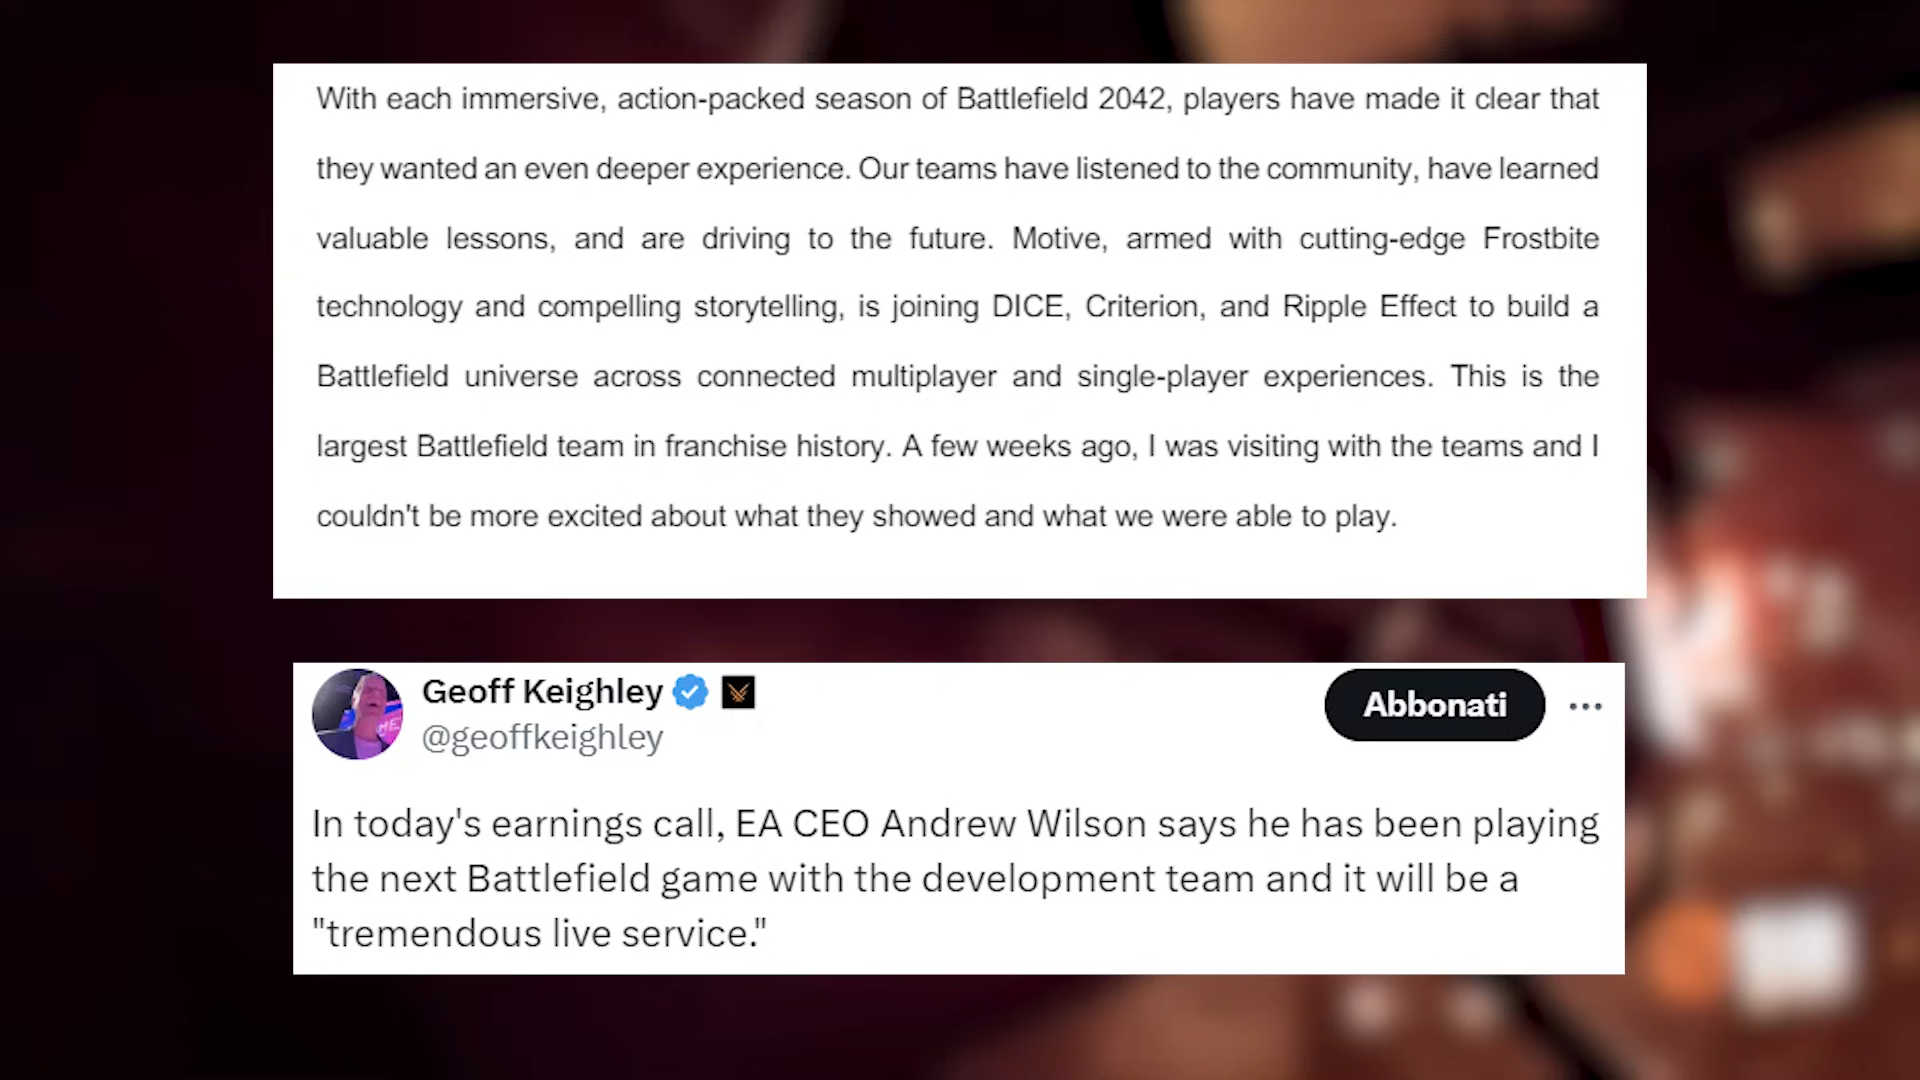 With each immersive, action-packed season of Battlefield 2042, players have made it clear that
they wanted an even deeper experience. Our teams have listened to the community, have learned
valuable lessons, and are driving to the future. Motive, armed with cutting-edge Frostbite
technology and compelling storytelling, is joining DICE, Criterion, and Ripple Effect to build a
Battlefield universe across connected multiplayer and single-player experiences. This is the
largest Battlefield team in franchise history. A few weeks ago, I was visiting with the teams and I
couldn't be more excited about what they showed and what we were able to play.
Geoff Keighley
@geoffkeighley
Abbonati
In today's earnings call, EA CEO Andrew Wilson says he has been playing
the next Battlefield game with the development team and it will be a
"tremendous live service."